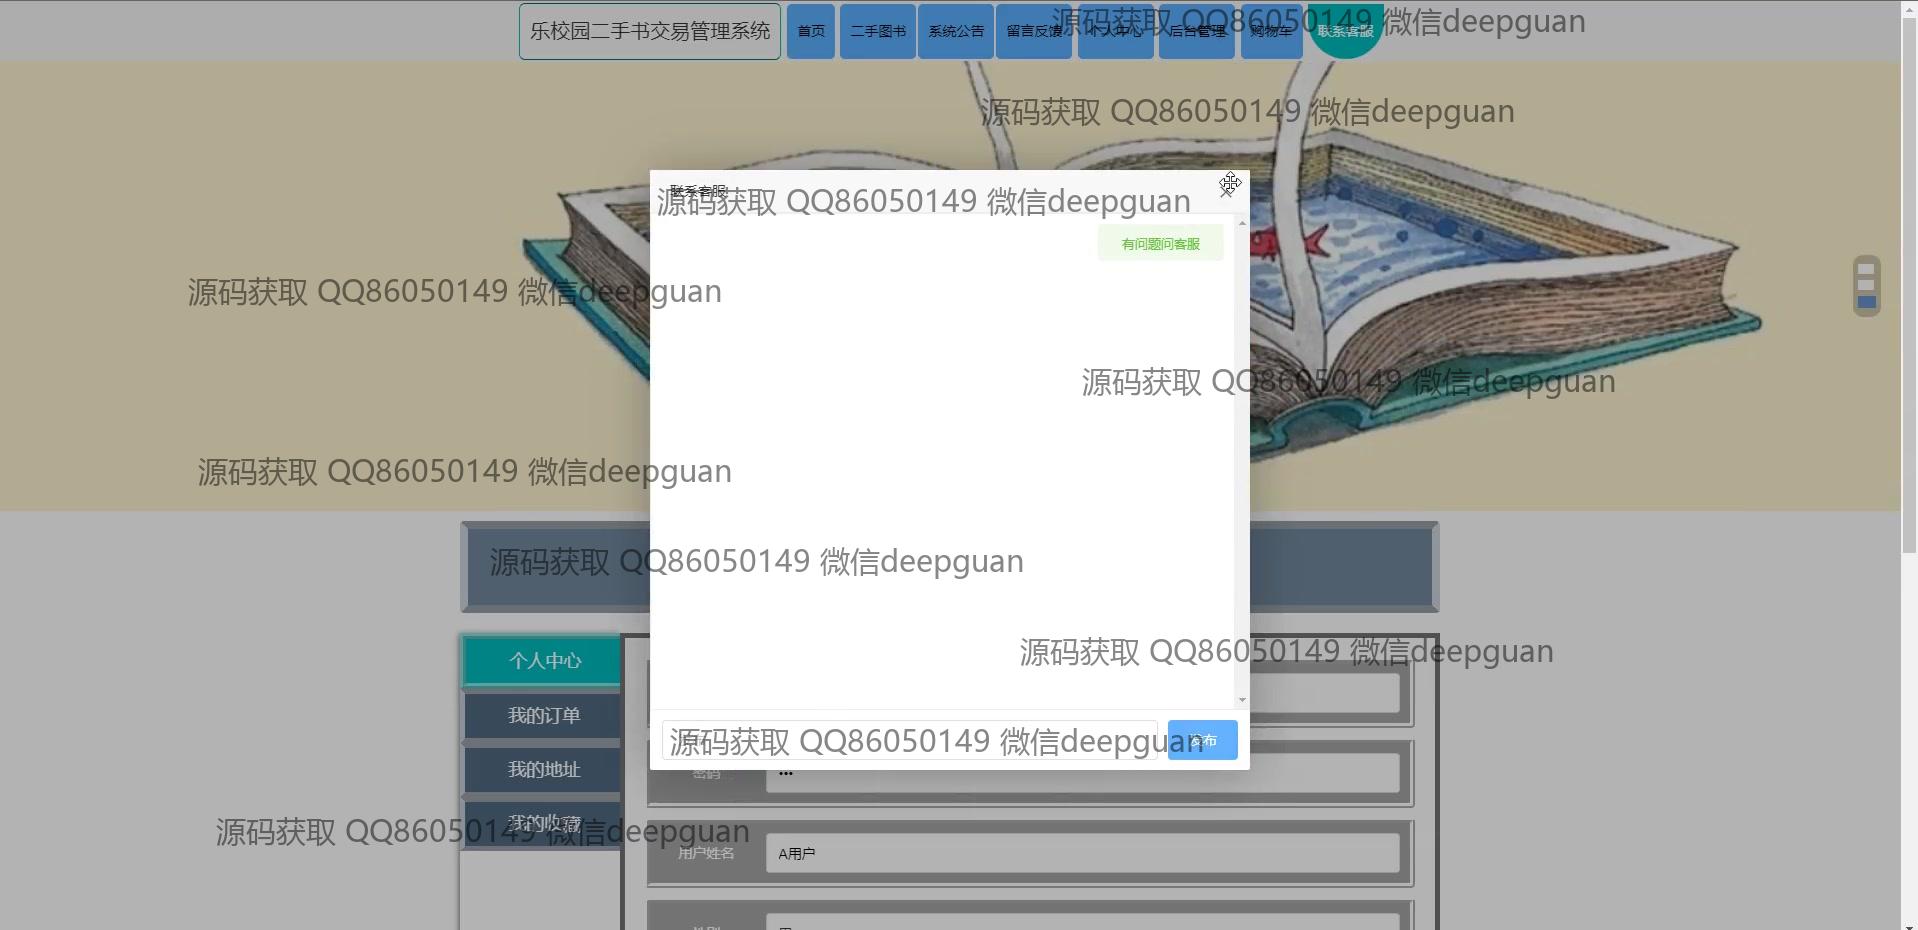 乐校园二手书交易管理系统 首页 二手图书 系统公告 留言反馈 个人中心 后台管理 购物车 联系客服
源码获取 QQ86050149 微信deepguan
源码获取 QQ86050149 微信deepguan
联系客服
源码获取 QQ86050149 微信deepguan
有问题问客服
源码获取 QQ86050149 微信deepguan
源码获取 QQ86050149 微信deepguan
源码获取 QQ86050149 微信deepguan
源码获取 QQ86050149 微信deepguan
源码获取 QQ86050149 微信deepguan
个人中心
我的订单
源码获取 QQ86050149 微信deepguan
发布
我的地址
密码
源码获取 QQ86050149 微信deepguan
我的收藏
用户姓名 A用户